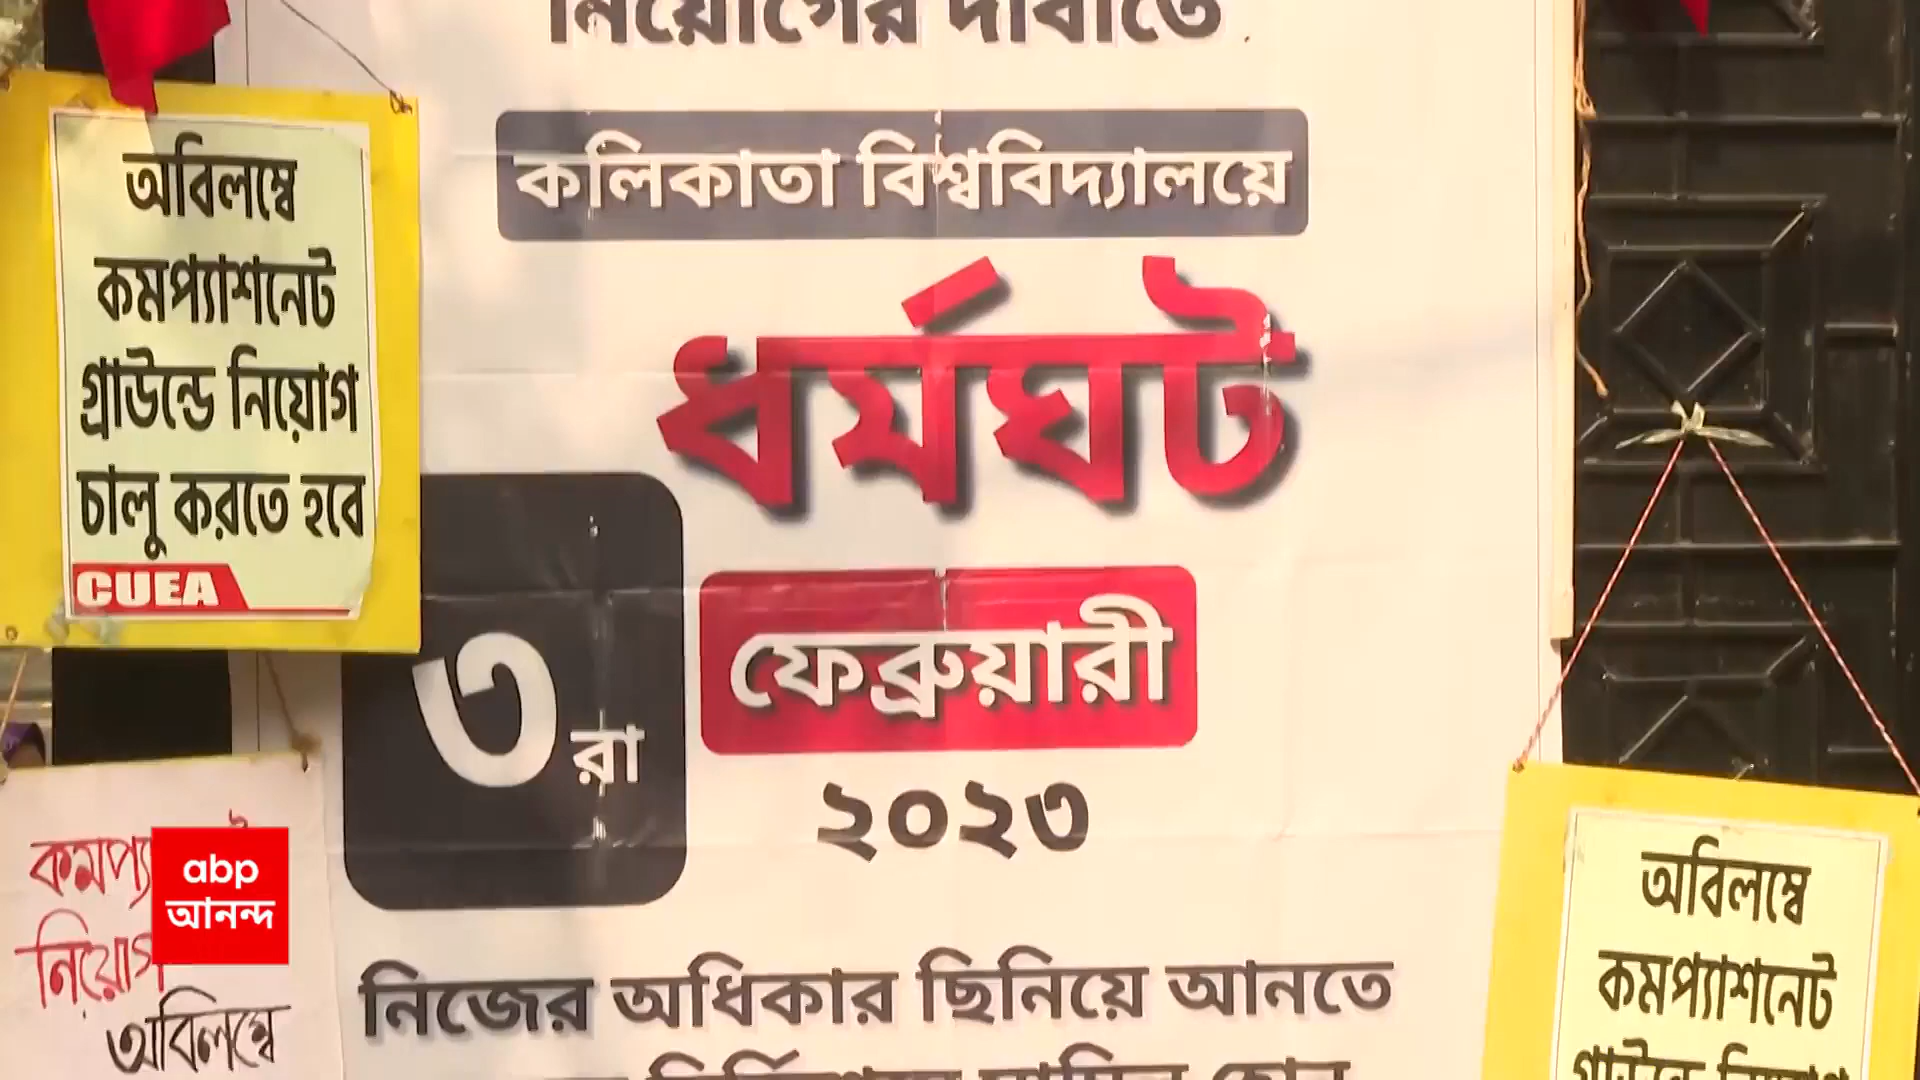 নিয়োগের দাবীতে
কলিকাতা বিশ্ববিদ্যালয়ে
ধর্মঘট
৩রা
ফেব্রুয়ারী
২০২৩
নিজের অধিকার ছিনিয়ে আনতে
অবিলম্বে
কমপ্যাশনেট
গ্রাউন্ডে নিয়োগ
চালু করতে হবে
CUEA
নিয়োগ
অবিলম্বে
abp
আনন্দ
অবিলম্বে
কমপ্যাশনেট
গ্রাউন্ডে নিয়োগ